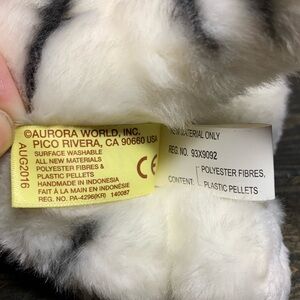 ©AURORA WORLD, INC.
PICO RIVERA, CA 90660 USA
SURFACE WASHABLE
ALL NEW MATERIALS
POLYESTER FIBRES &
PLASTIC PELLETS
HANDMADE IN INDONESIA
FAIT À LA MAIN EN INDONÉSIE
REG. NO. PA-4296(KR) 140087
AUG2016
CE
MATERIAL ONLY
REG. NO. 93X9092
CONTENT:
POLYESTER FIBRES,
PLASTIC PELLETS